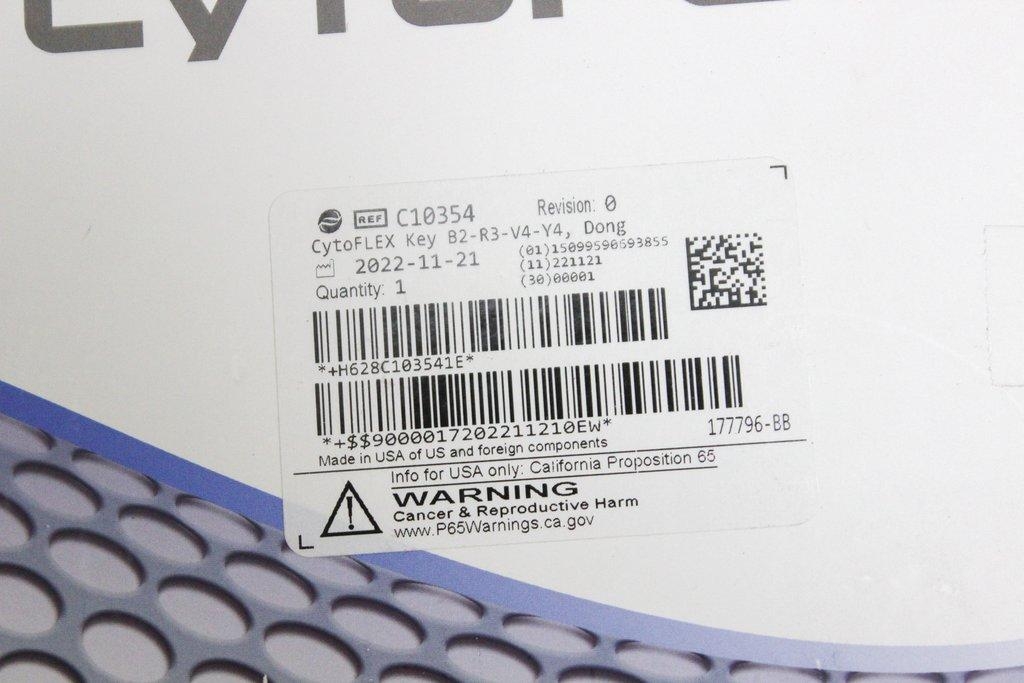 REF C10354 Revision: 0
CytoFLEX Key B2-R3-V4-Y4, Dong
(01)15099590693855
2022-11-21 (11)221121
(30)00001
Quantity: 1
*+H628C103541E*
*+$$9000017202211210EW*
177796-BB
Made in USA of US and foreign components
Info for USA only: California Proposition 65
WARNING
Cancer & Reproductive Harm
www.P65Warnings.ca.gov